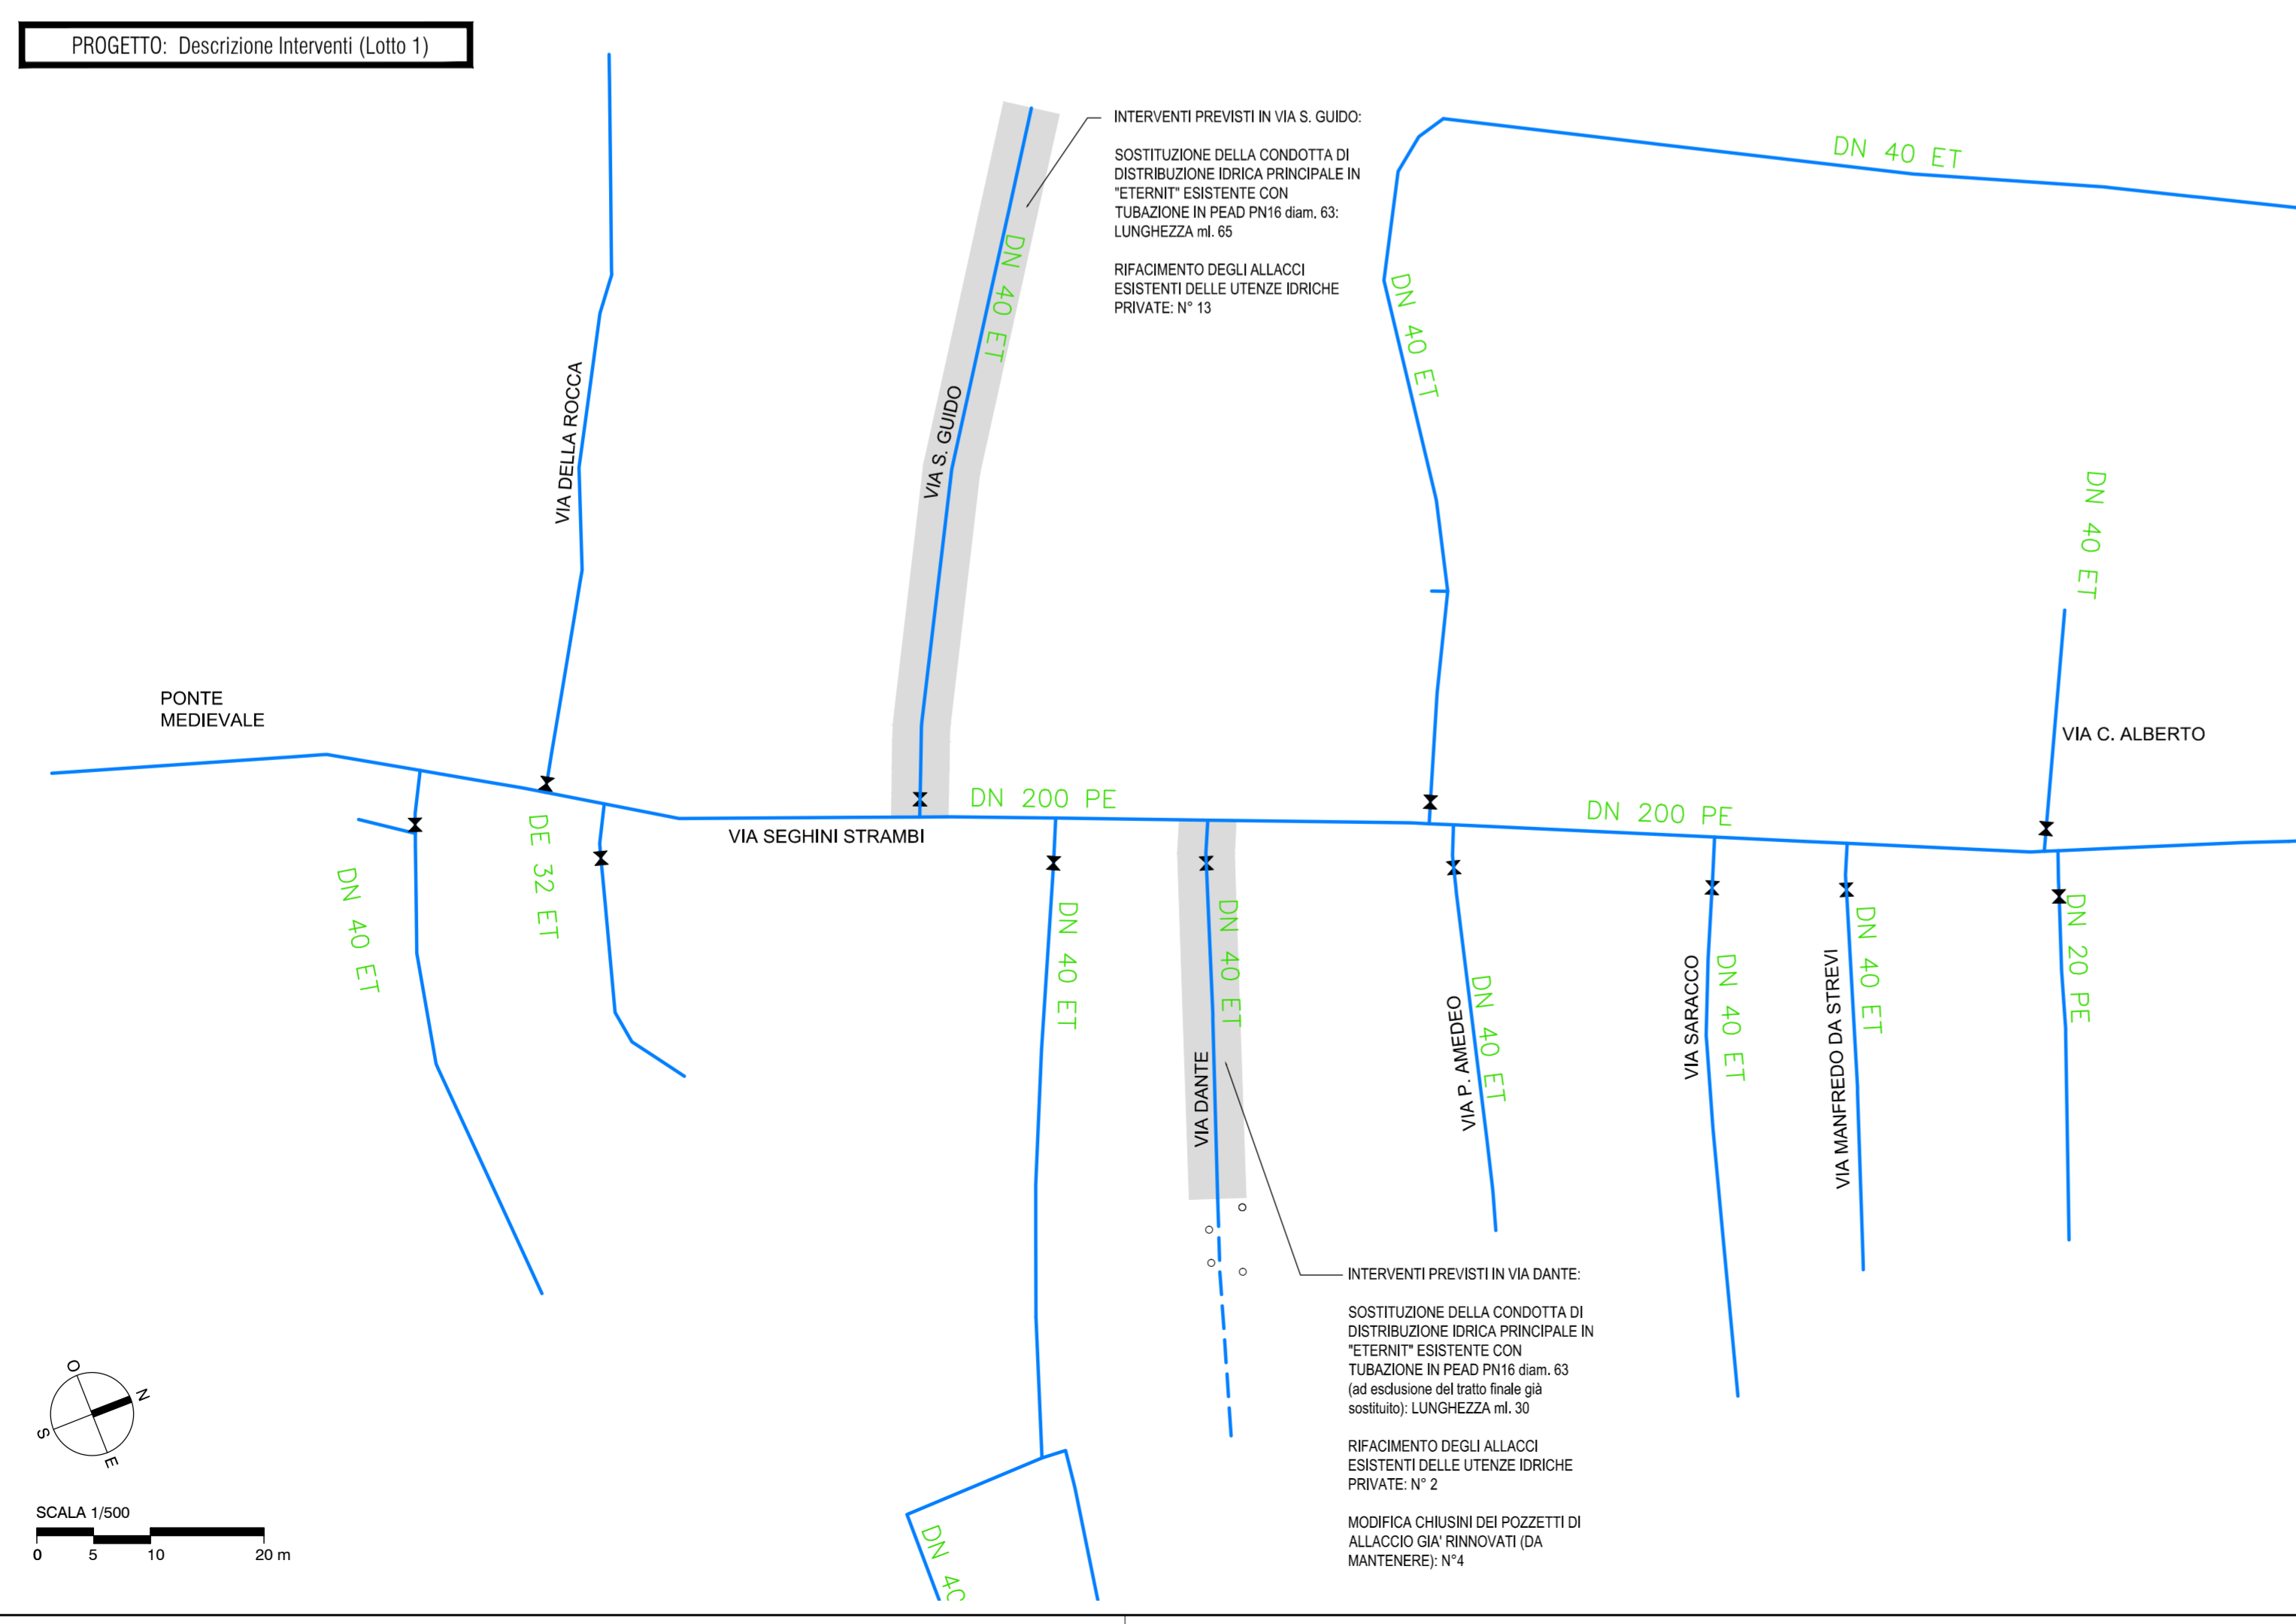 PROGETTO: Descrizione Interventi (Lotto 1)
INTERVENTI PREVISTI IN VIA S. GUIDO:
SOSTITUZIONE DELLA CONDOTTA DI
DISTRIBUZIONE IDRICA PRINCIPALE IN
"ETERNIT" ESISTENTE CON
TUBAZIONE IN PEAD PN16 diam. 63:
LUNGHEZZA ml. 65
RIFACIMENTO DEGLI ALLACCI
ESISTENTI DELLE UTENZE IDRICHE
PRIVATE: N° 13
DN 40 ET
DN 40 ET
DN 40 ET
VIA DELLA ROCCA
VIA S. GUIDO
DN 40 ET
PONTE
MEDIEVALE
VIA C. ALBERTO
DN 200 PE
DN 200 PE
VIA SEGHINI STRAMBI
DN 40 ET
DE 32 ET
DN 40 ET
DN 40 ET
VIA DANTE
VIA P. AMEDEO
DN 40 ET
VIA SARACCO
DN 40 ET
VIA MANFREDO DA STREVI
DN 40 ET
DN 20 PE
INTERVENTI PREVISTI IN VIA DANTE:
SOSTITUZIONE DELLA CONDOTTA DI
DISTRIBUZIONE IDRICA PRINCIPALE IN
"ETERNIT" ESISTENTE CON
TUBAZIONE IN PEAD PN16 diam. 63
(ad esclusione del tratto finale già
sostituito): LUNGHEZZA ml. 30
RIFACIMENTO DEGLI ALLACCI
ESISTENTI DELLE UTENZE IDRICHE
PRIVATE: N° 2
MODIFICA CHIUSINI DEI POZZETTI DI
ALLACCIO GIA' RINNOVATI (DA
MANTENERE): N°4
O
N
S
E
SCALA 1/500
0 5 10 20 m
DN 40